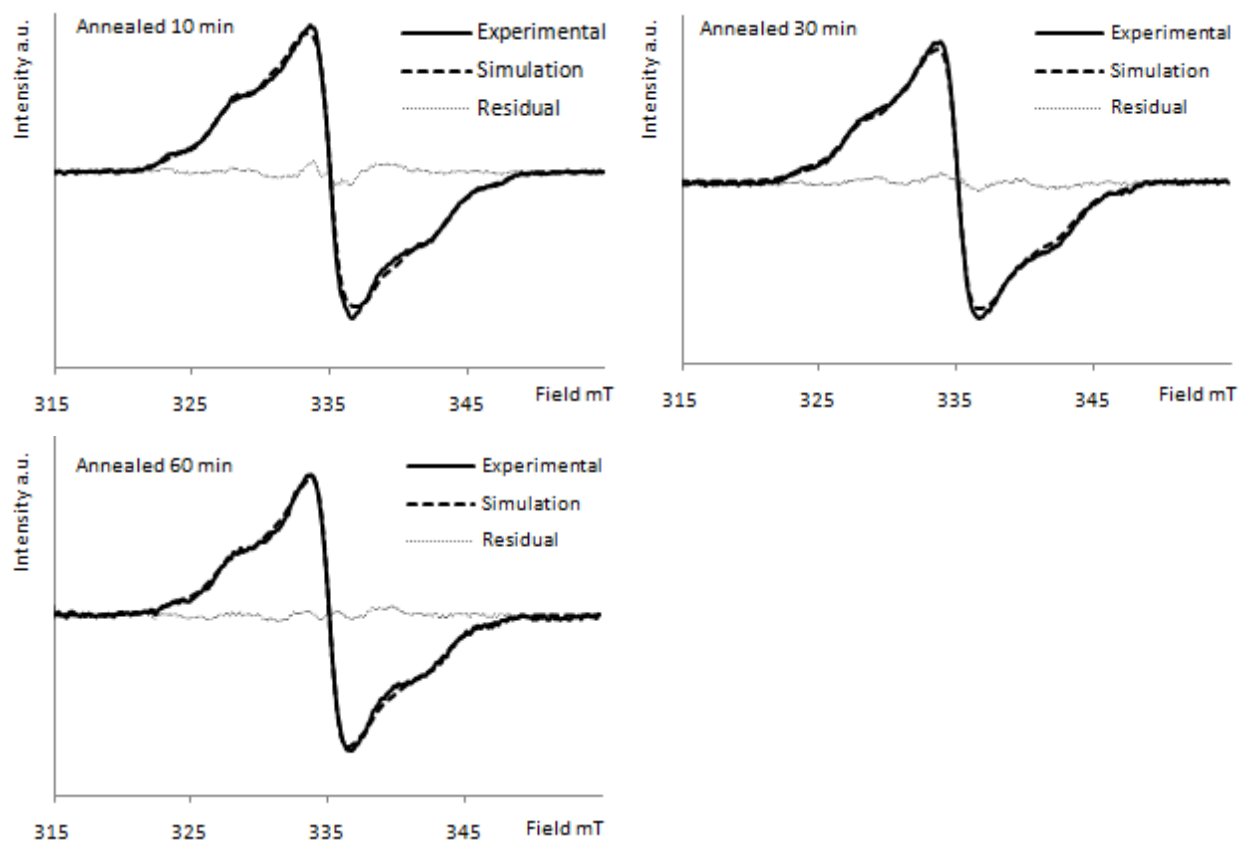 Annealed 10 min
Intensity a.u.
Experimental
Simulation
Residual
315
325
335
345
Field mT
Annealed 30 min
Intensity a.u.
Experimental
Simulation
Residual
315
325
335
345
Field mT
Annealed 60 min
Intensity a.u.
Experimental
Simulation
Residual
315
325
335
345
Field mT